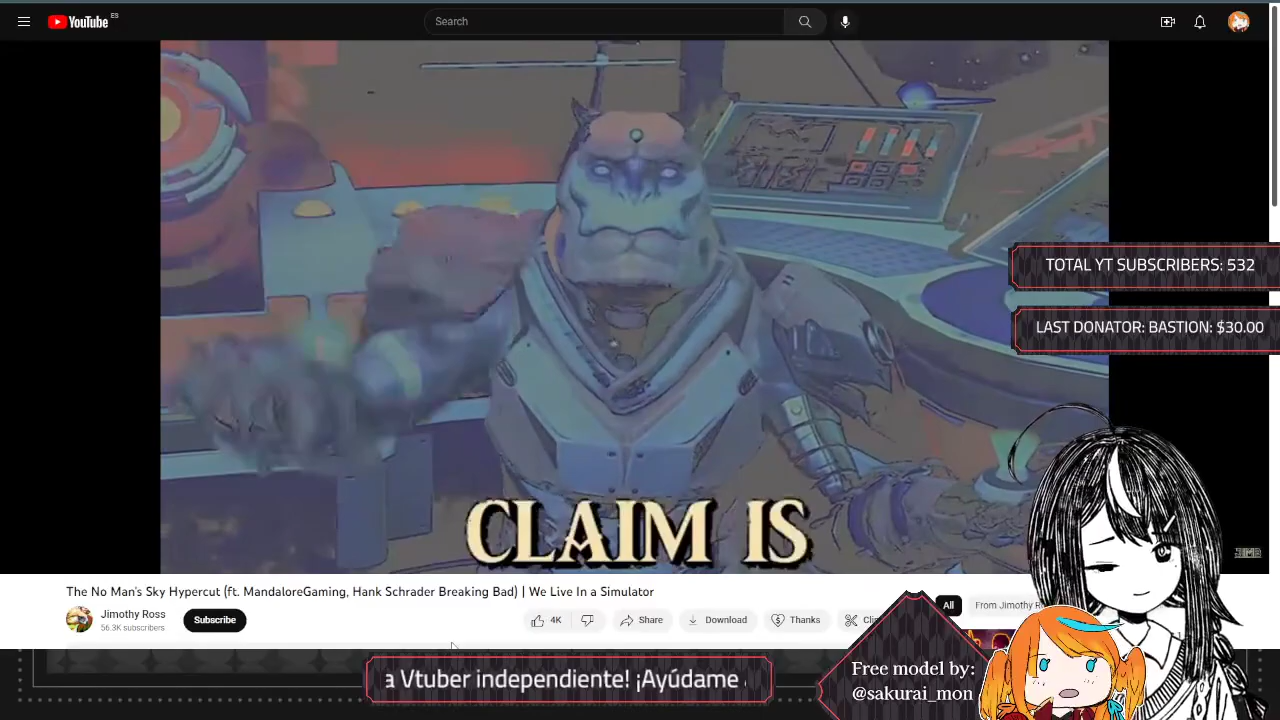 YouTube ES
Search
CLAIM IS
TOTAL YT SUBSCRIBERS: 532
LAST DONATOR: BASTION: $30.00
The No Man's Sky Hypercut (ft. MandaloreGaming, Hank Schrader Breaking Bad) | We Live In a Simulator
Jimothy Ross
56.3K subscribers
Subscribe
4K
Share
Download
Thanks
All
From Jimothy
a Vtuber independiente! ¡Ayúdame
Free model by:
@sakurai_mon